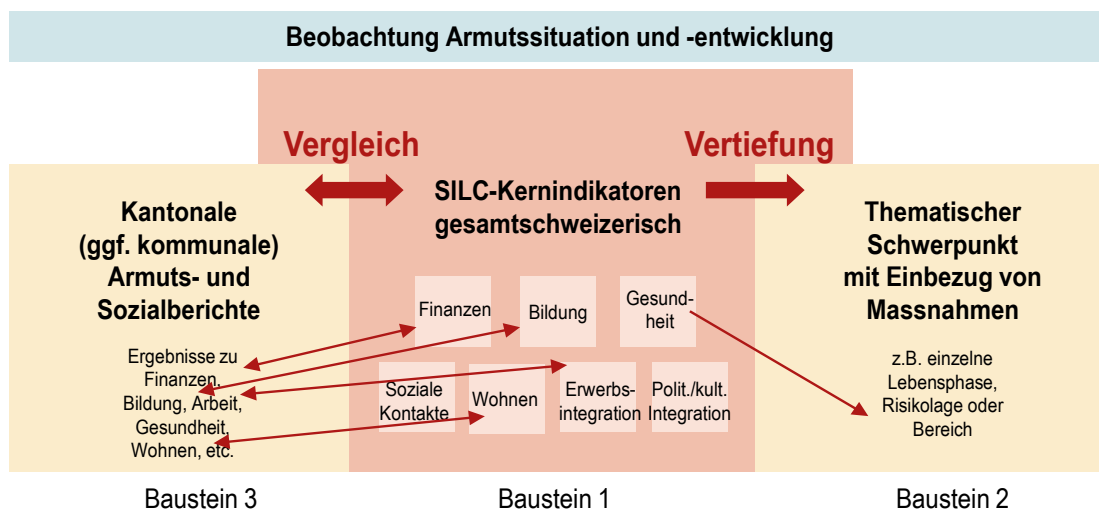 Beobachtung Armutssituation und -entwicklung
Vergleich
Vertiefung
Kantonale
(ggf. kommunale)
Armuts- und
Sozialberichte
Ergebnisse zu
Finanzen,
Bildung, Arbeit,
Gesundheit,
Wohnen, etc.
SILC-Kernindikatoren
gesamtschweizerisch
Finanzen
Bildung
Gesund-
heit
Soziale
Kontakte
Wohnen
Erwerbs-
integration
Polit./kult.
Integration
Thematischer
Schwerpunkt
mit Einbezug von
Massnahmen
z.B. einzelne
Lebensphase,
Risikolage oder
Bereich
Baustein 3
Baustein 1
Baustein 2